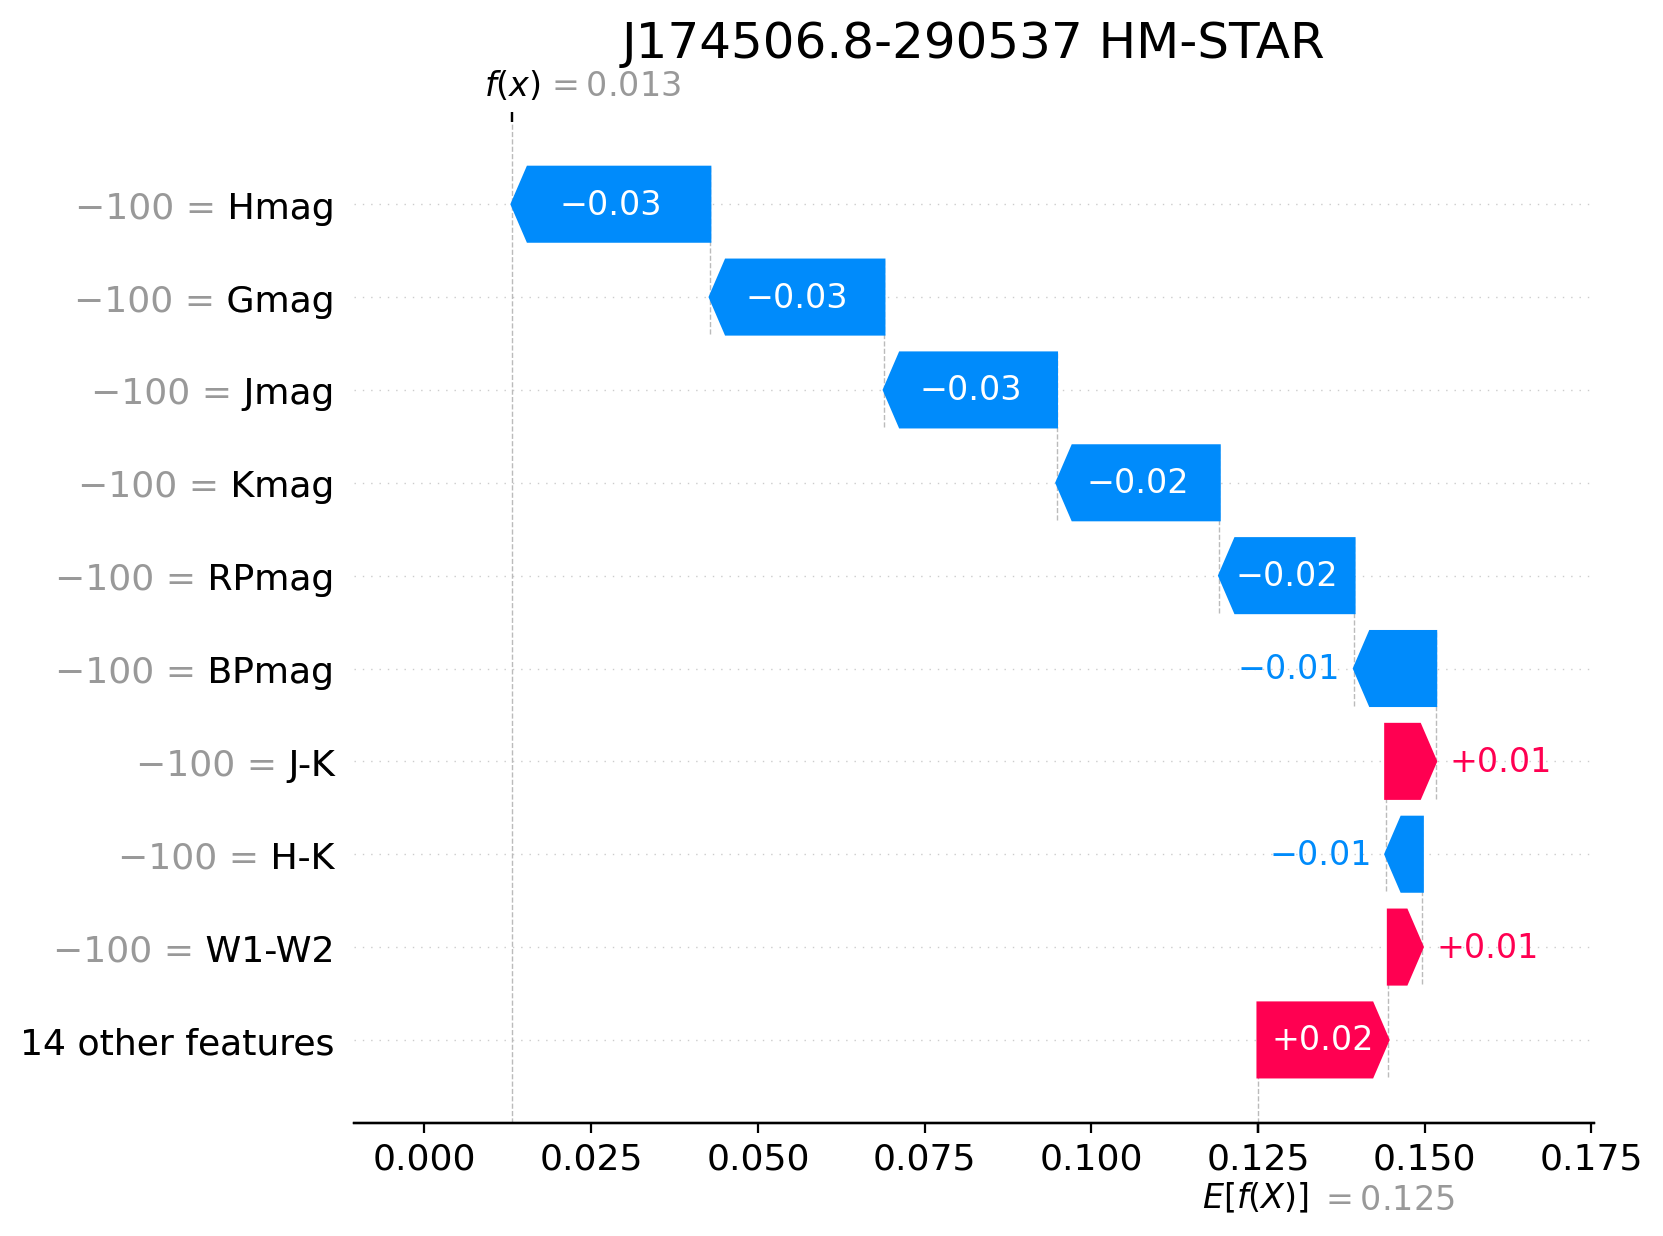 J174506.8-290537 HM-STAR
f(x) = 0.013
−100 = Hmag −0.03
−100 = Gmag −0.03
−100 = Jmag −0.03
−100 = Kmag −0.02
−100 = RPmag −0.02
−100 = BPmag −0.01
−100 = J-K +0.01
−100 = H-K −0.01
−100 = W1-W2 +0.01
14 other features +0.02
0.000 0.025 0.050 0.075 0.100 0.125 0.150 0.175
E[f(X)] = 0.125